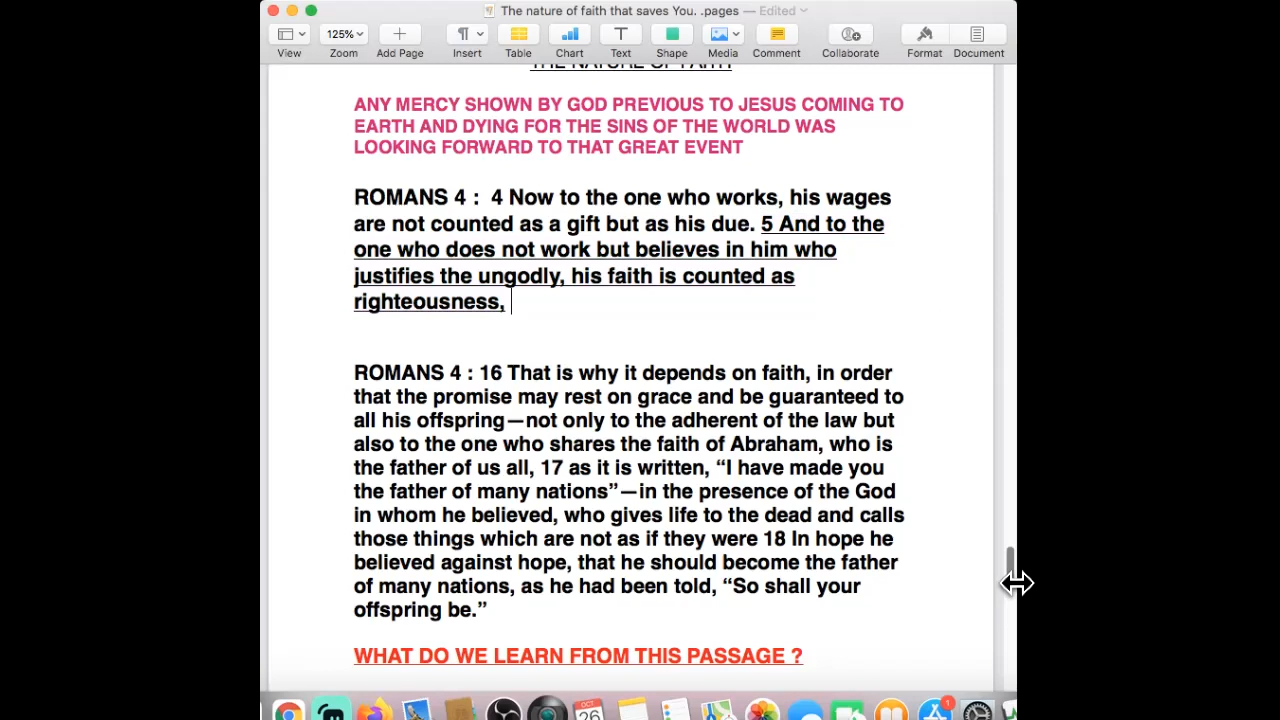 The nature of faith that saves You. .pages — Edited
125%
View Zoom Add Page Insert Table Chart Text Shape Media Comment Collaborate Format Document
THE NATURE OF FAITH
ANY MERCY SHOWN BY GOD PREVIOUS TO JESUS COMING TO
EARTH AND DYING FOR THE SINS OF THE WORLD WAS
LOOKING FORWARD TO THAT GREAT EVENT
ROMANS 4 :  4 Now to the one who works, his wages
are not counted as a gift but as his due. 5 And to the
one who does not work but believes in him who
justifies the ungodly, his faith is counted as
righteousness,
ROMANS 4 : 16 That is why it depends on faith, in order
that the promise may rest on grace and be guaranteed to
all his offspring—not only to the adherent of the law but
also to the one who shares the faith of Abraham, who is
the father of us all, 17 as it is written, “I have made you
the father of many nations”—in the presence of the God
in whom he believed, who gives life to the dead and calls
those things which are not as if they were 18 In hope he
believed against hope, that he should become the father
of many nations, as he had been told, “So shall your
offspring be.”
WHAT DO WE LEARN FROM THIS PASSAGE ?
OCT
26
1